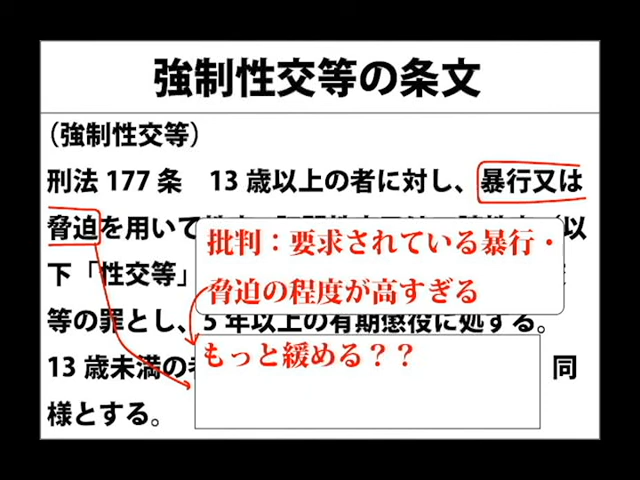 強制性交等の条文
(強制性交等)
刑法 177 条　13 歳以上の者に対し、暴行又は
脅迫を用いて
以
批判：要求されている暴行・
脅迫の程度が高すぎる
下「性交等」
等の罪とし、5 年以上の有期懲役に処する。
もっと緩める？？
13 歳未満の
同
様とする。